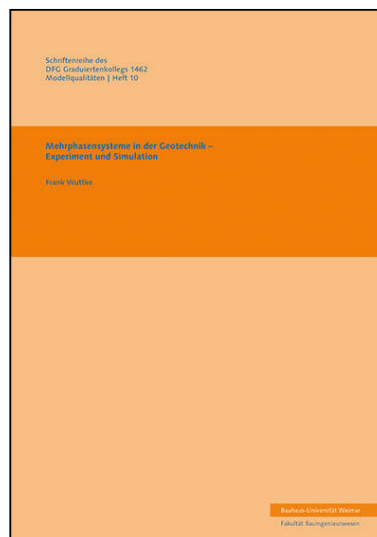 Schriftenreihe des
DFG Graduiertenkollegs 1462
Modellqualitäten | Heft 10
Mehrphasensysteme in der Geotechnik –
Experiment und Simulation
Frank Wuttke
Bauhaus-Universität Weimar
Fakultät Bauingenieurwesen